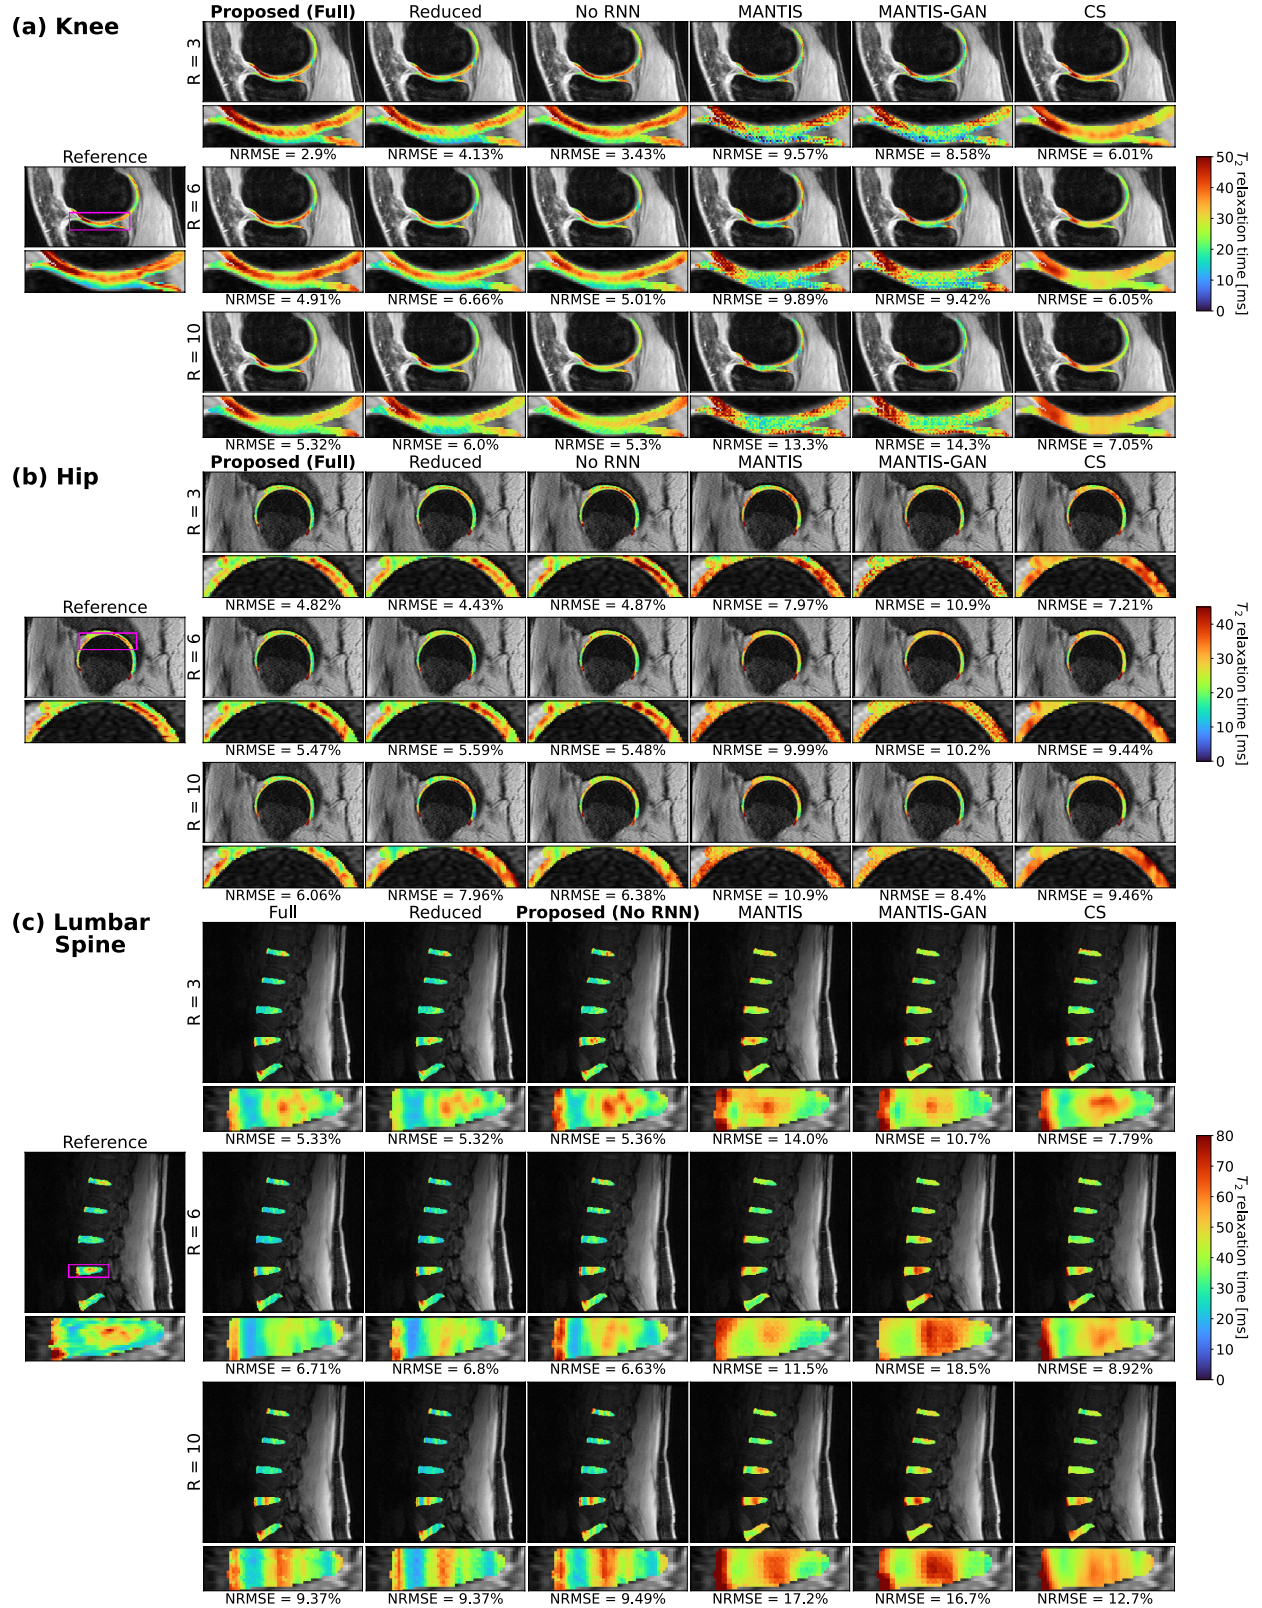 (a) Knee
Proposed (Full) Reduced No RNN MANTIS MANTIS-GAN CS
R = 3
NRMSE = 2.9% NRMSE = 4.13% NRMSE = 3.43% NRMSE = 9.57% NRMSE = 8.58% NRMSE = 6.01%
Reference
R = 6
NRMSE = 4.91% NRMSE = 6.66% NRMSE = 5.01% NRMSE = 9.89% NRMSE = 9.42% NRMSE = 6.05%
50
40
30
20
10
0
T2 relaxation time [ms]
R = 10
NRMSE = 5.32% NRMSE = 6.0% NRMSE = 5.3% NRMSE = 13.3% NRMSE = 14.3% NRMSE = 7.05%
(b) Hip
Proposed (Full) Reduced No RNN MANTIS MANTIS-GAN CS
R = 3
NRMSE = 4.82% NRMSE = 4.43% NRMSE = 4.87% NRMSE = 7.97% NRMSE = 10.9% NRMSE = 7.21%
Reference
R = 6
NRMSE = 5.47% NRMSE = 5.59% NRMSE = 5.48% NRMSE = 9.99% NRMSE = 10.2% NRMSE = 9.44%
40
30
20
10
0
T2 relaxation time [ms]
R = 10
NRMSE = 6.06% NRMSE = 7.96% NRMSE = 6.38% NRMSE = 10.9% NRMSE = 8.4% NRMSE = 9.46%
(c) Lumbar
Spine
Full Reduced Proposed (No RNN) MANTIS MANTIS-GAN CS
R = 3
NRMSE = 5.33% NRMSE = 5.32% NRMSE = 5.36% NRMSE = 14.0% NRMSE = 10.7% NRMSE = 7.79%
Reference
R = 6
NRMSE = 6.71% NRMSE = 6.8% NRMSE = 6.63% NRMSE = 11.5% NRMSE = 18.5% NRMSE = 8.92%
80
70
60
50
40
30
20
10
0
T2 relaxation time [ms]
R = 10
NRMSE = 9.37% NRMSE = 9.37% NRMSE = 9.49% NRMSE = 17.2% NRMSE = 16.7% NRMSE = 12.7%